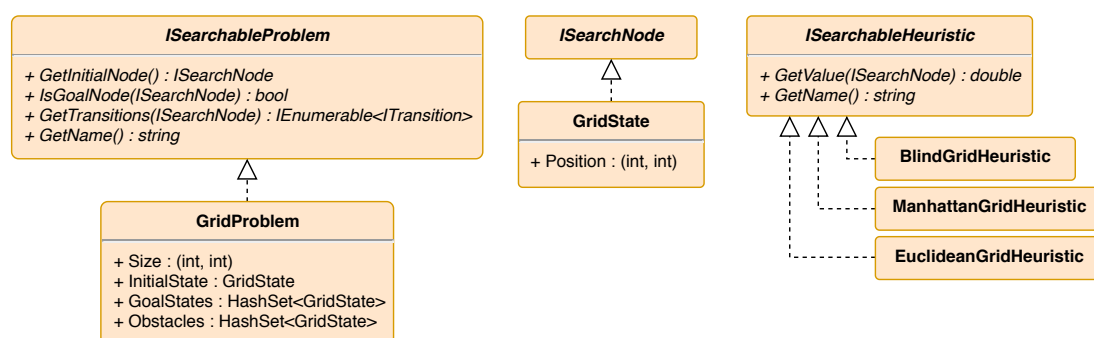 ISearchableProblem
+ GetInitialNode() : ISearchNode
+ IsGoalNode(ISearchNode) : bool
+ GetTransitions(ISearchNode) : IEnumerable<ITransition>
+ GetName() : string
GridProblem
+ Size : (int, int)
+ InitialState : GridState
+ GoalStates : HashSet<GridState>
+ Obstacles : HashSet<GridState>
ISearchNode
GridState
+ Position : (int, int)
ISearchableHeuristic
+ GetValue(ISearchNode) : double
+ GetName() : string
BlindGridHeuristic
ManhattanGridHeuristic
EuclideanGridHeuristic